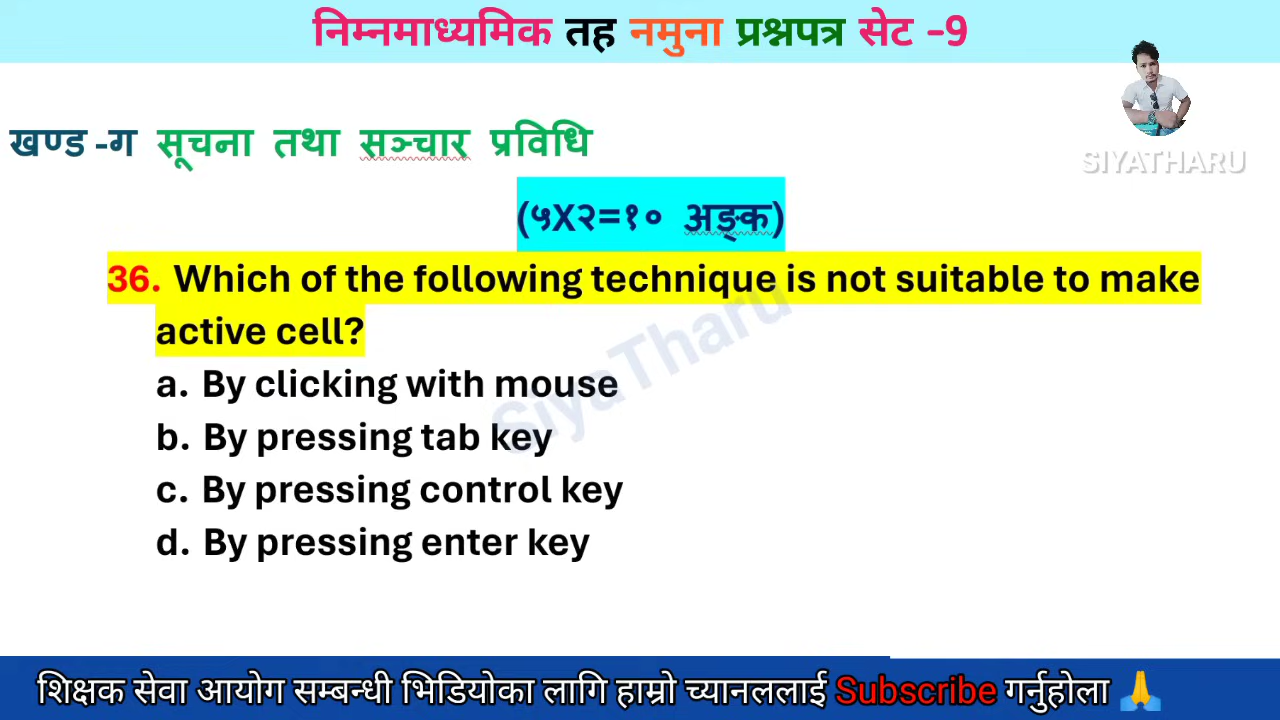 निम्नमाध्यमिक तह नमुना प्रश्नपत्र सेट -9
SIYATHARU
खण्ड -ग सूचना तथा सञ्चार प्रविधि
(५X२=१० अङ्क)
36. Which of the following technique is not suitable to make
active cell?
a. By clicking with mouse
b. By pressing tab key
c. By pressing control key
d. By pressing enter key
SiyaTharu
शिक्षक सेवा आयोग सम्बन्धी भिडियोका लागि हाम्रो च्यानललाई Subscribe गर्नुहोला 🙏